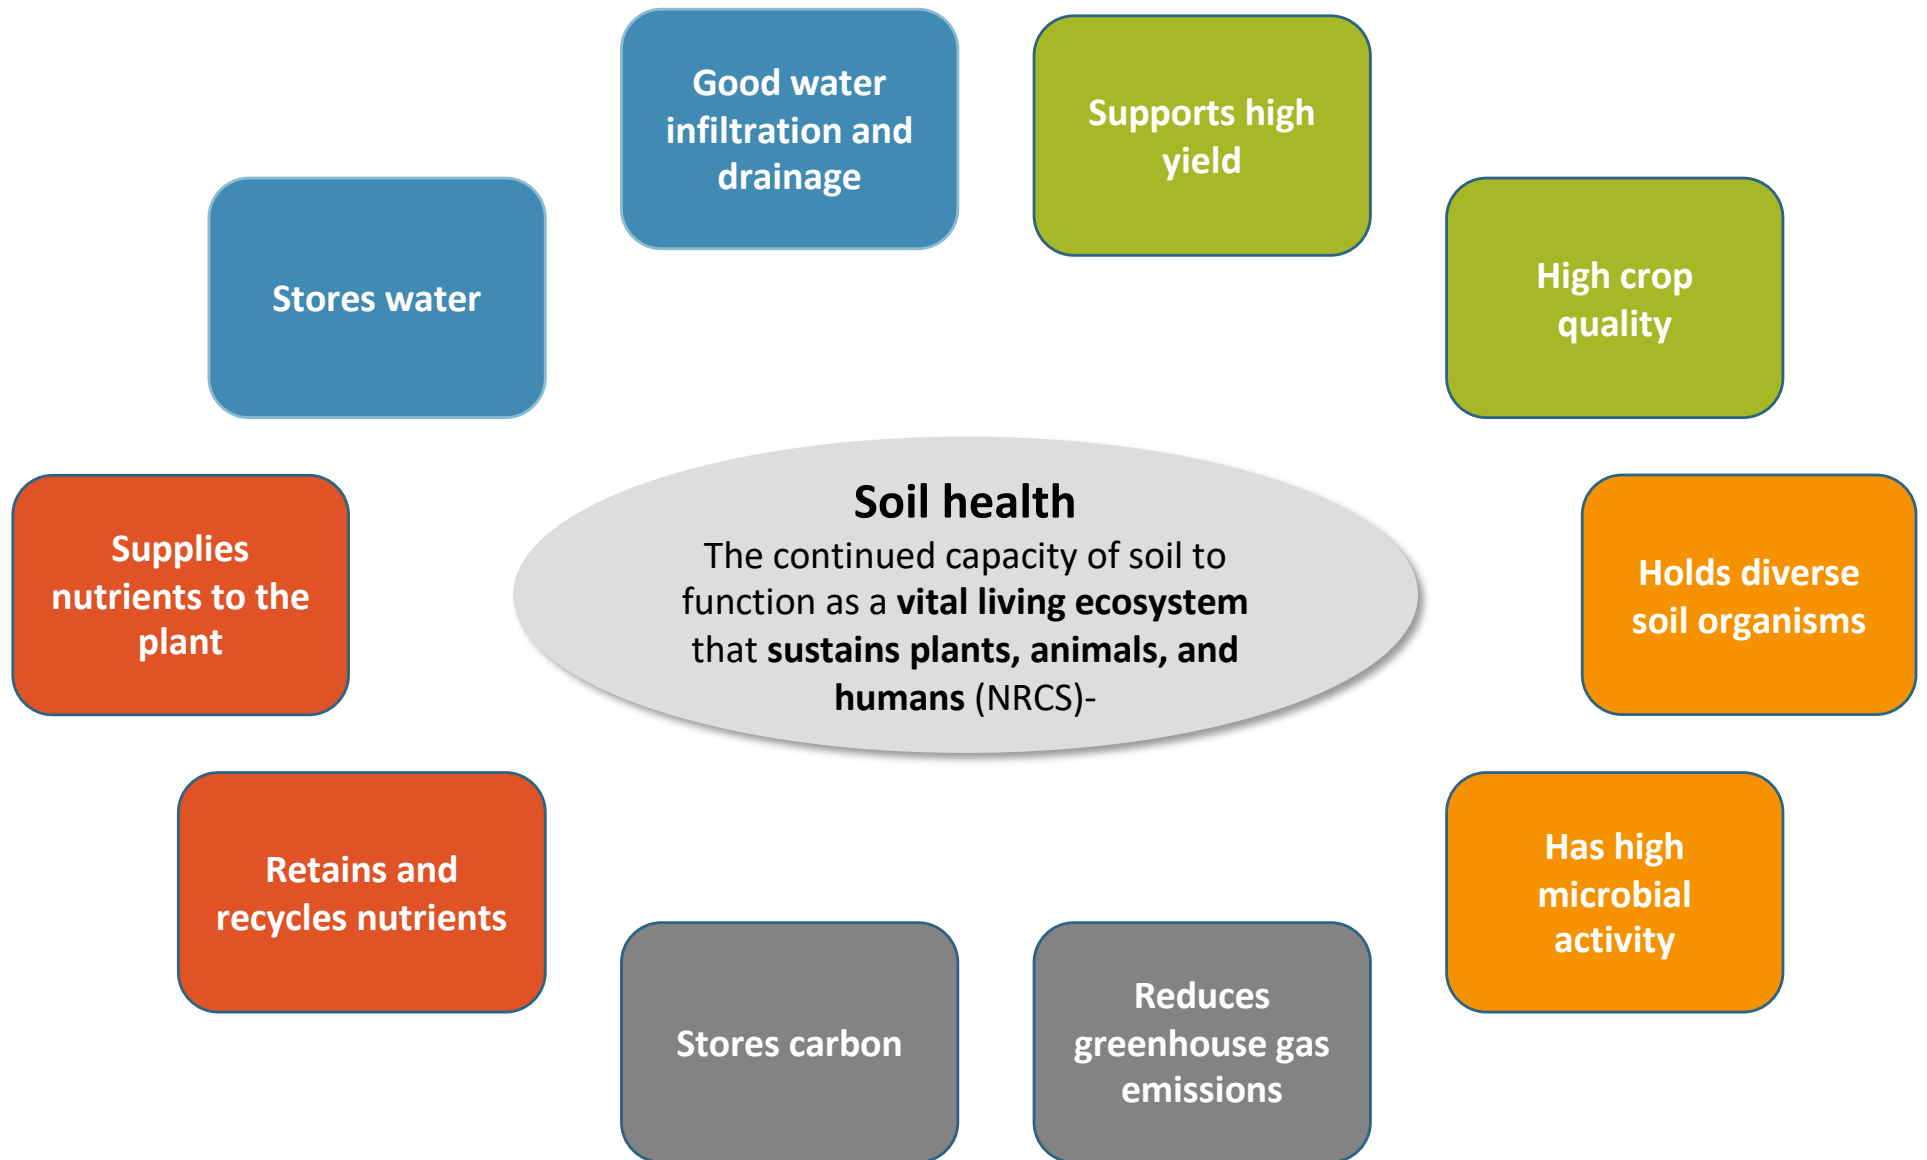 Good water
infiltration and
drainage
Supports high
yield
Stores water
High crop
quality
Soil health
The continued capacity of soil to
function as a vital living ecosystem
that sustains plants, animals, and
humans (NRCS)-
Supplies
nutrients to the
plant
Holds diverse
soil organisms
Retains and
recycles nutrients
Has high
microbial
activity
Stores carbon
Reduces
greenhouse gas
emissions